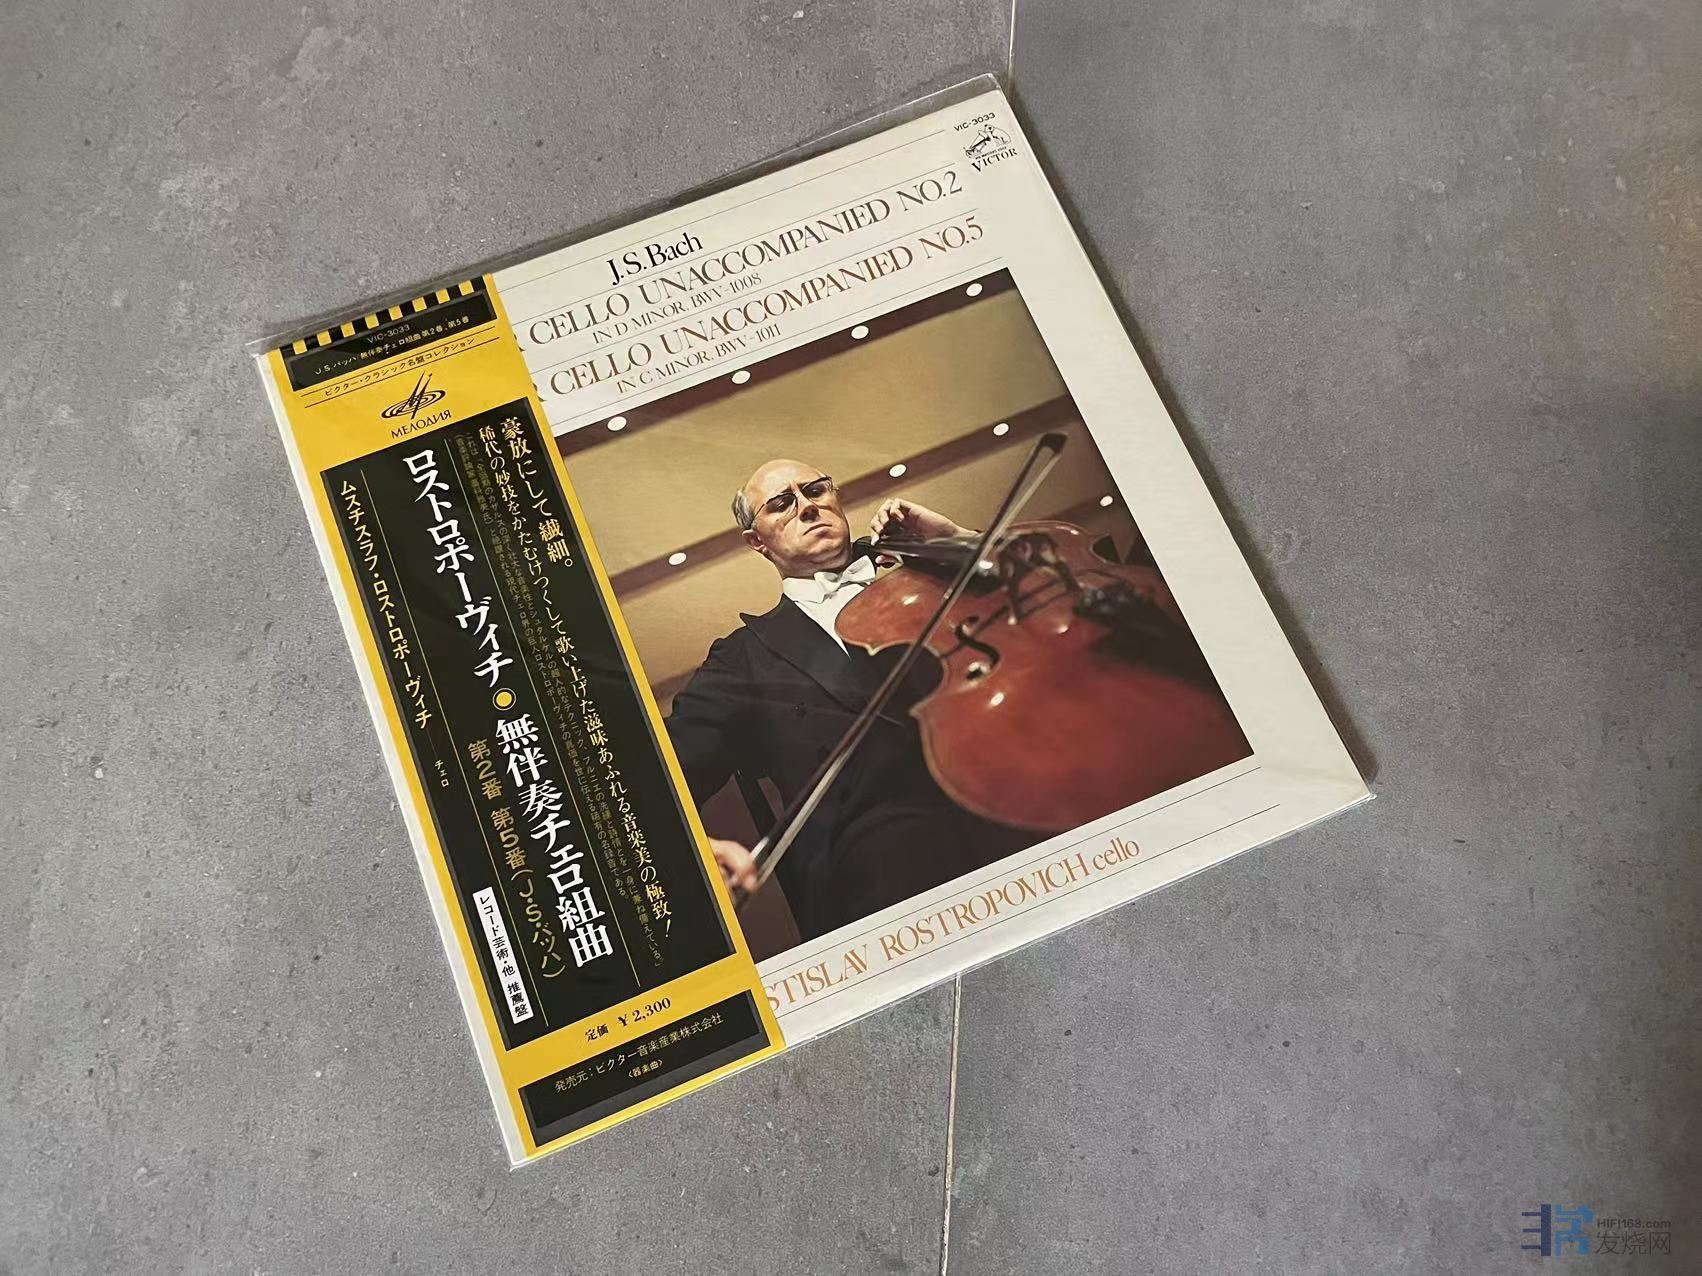 VIC-3033
VICTOR
J.S.Bach
CELLO UNACCOMPANIED NO.2
IN D MINOR, BWV-1008
CELLO UNACCOMPANIED NO.5
IN C MINOR, BWV-1011
STISLAV ROSTROPOVICH cello
VIC-3033
J.S.バッハ/無伴奏チェロ組曲 第2番、第5番
ビクター・クラシック名盤コレクション
МЕЛОДИЯ
豪放にして繊細。
稀代の妙技をかたむけつくして歌い上げた滋味あふれる音楽美の極致!
ロストロポーヴィチ●無伴奏チェロ組曲
第2番 第5番(J.S.バッハ)
ムスチスラフ・ロストロポーヴィチ──チェロ
レコード芸術・他 推薦盤
定価 ¥2,300
発売元:ビクター音楽産業株式会社
〈器楽曲〉
HIFI168.com
发烧网